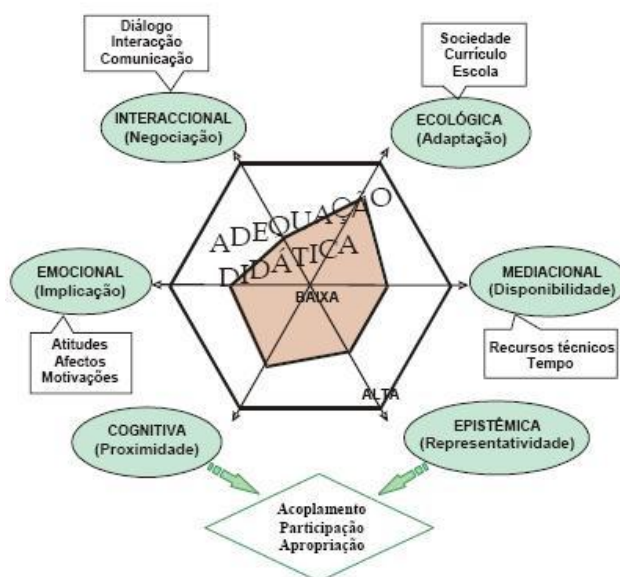 Diálogo
Interacção
Comunicação
Sociedade
Currículo
Escola
INTERACCIONAL
(Negociação)
ECOLÓGICA
(Adaptação)
ADEQUAÇÃO
DIDÁTICA
EMOCIONAL
(Implicação)
BAIXA
MEDIACIONAL
(Disponibilidade)
Atitudes
Afectos
Motivações
Recursos técnicos
Tempo
ALTA
COGNITIVA
(Proximidade)
EPISTÊMICA
(Representatividade)
Acoplamento
Participação
Apropriação